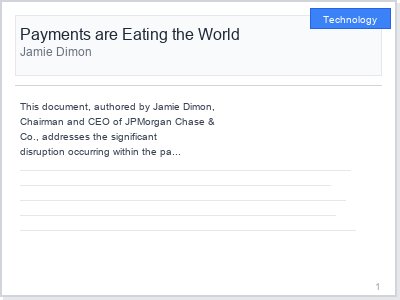 Technology
Payments are Eating the World
Jamie Dimon
This document, authored by Jamie Dimon,
Chairman and CEO of JPMorgan Chase &
Co., addresses the significant
disruption occurring within the pa...
1